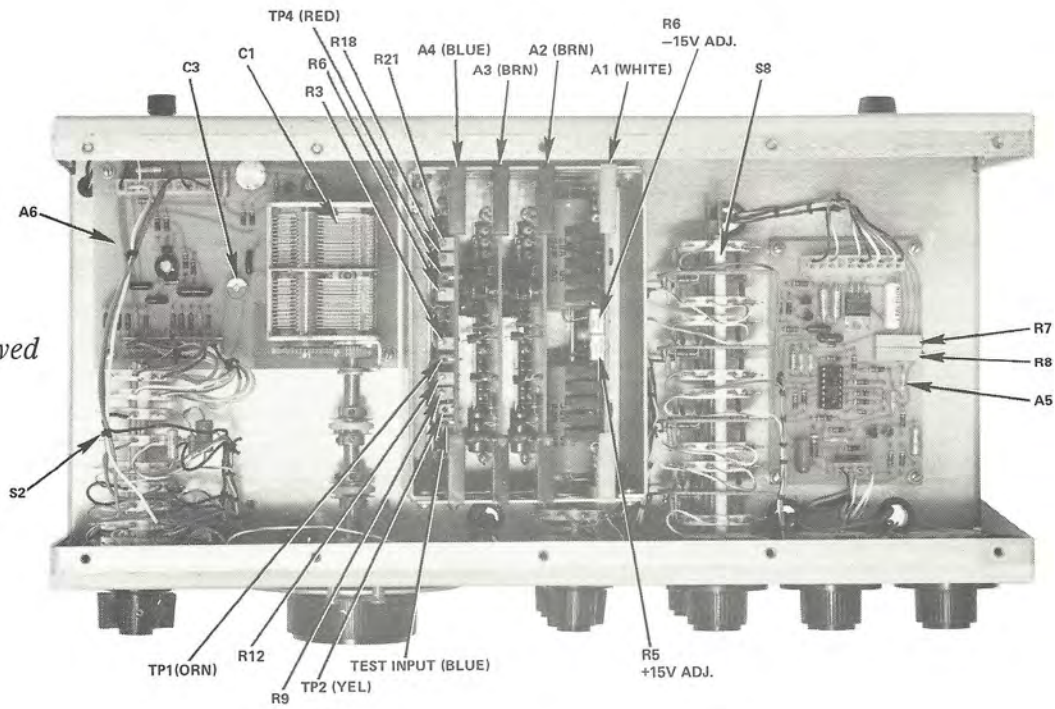 TP4 (RED)
R18
R6
R3
R21
C1
C3
A4 (BLUE)
A3 (BRN)
A2 (BRN)
A1 (WHITE)
R6
–15V ADJ.
S8
A6
ved
S2
R7
R8
A5
TP1(ORN)
R12
R9
TP2 (YEL)
TEST INPUT (BLUE)
R5
+15V ADJ.